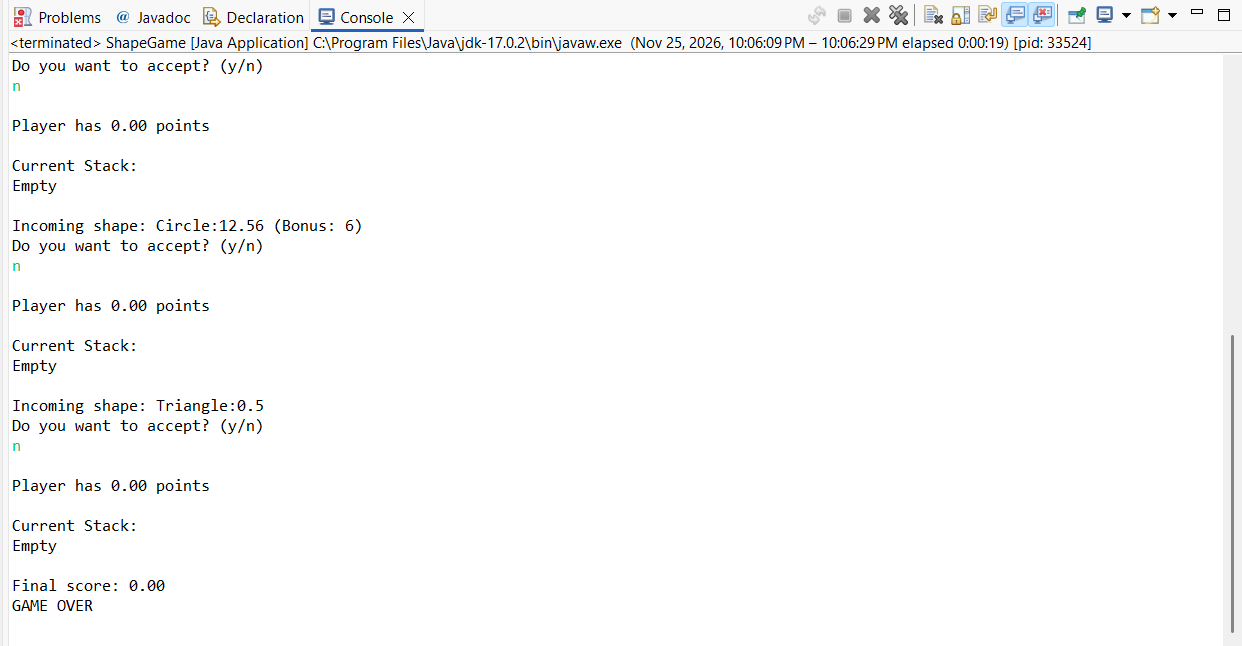 Problems @ Javadoc Declaration Console
<terminated> ShapeGame [Java Application] C:\Program Files\Java\jdk-17.0.2\bin\javaw.exe (Nov 25, 2026, 10:06:09 PM – 10:06:29 PM elapsed 0:00:19) [pid: 33524]
Do you want to accept? (y/n)
n
Player has 0.00 points
Current Stack:
Empty
Incoming shape: Circle:12.56 (Bonus: 6)
Do you want to accept? (y/n)
n
Player has 0.00 points
Current Stack:
Empty
Incoming shape: Triangle:0.5
Do you want to accept? (y/n)
n
Player has 0.00 points
Current Stack:
Empty
Final score: 0.00
GAME OVER